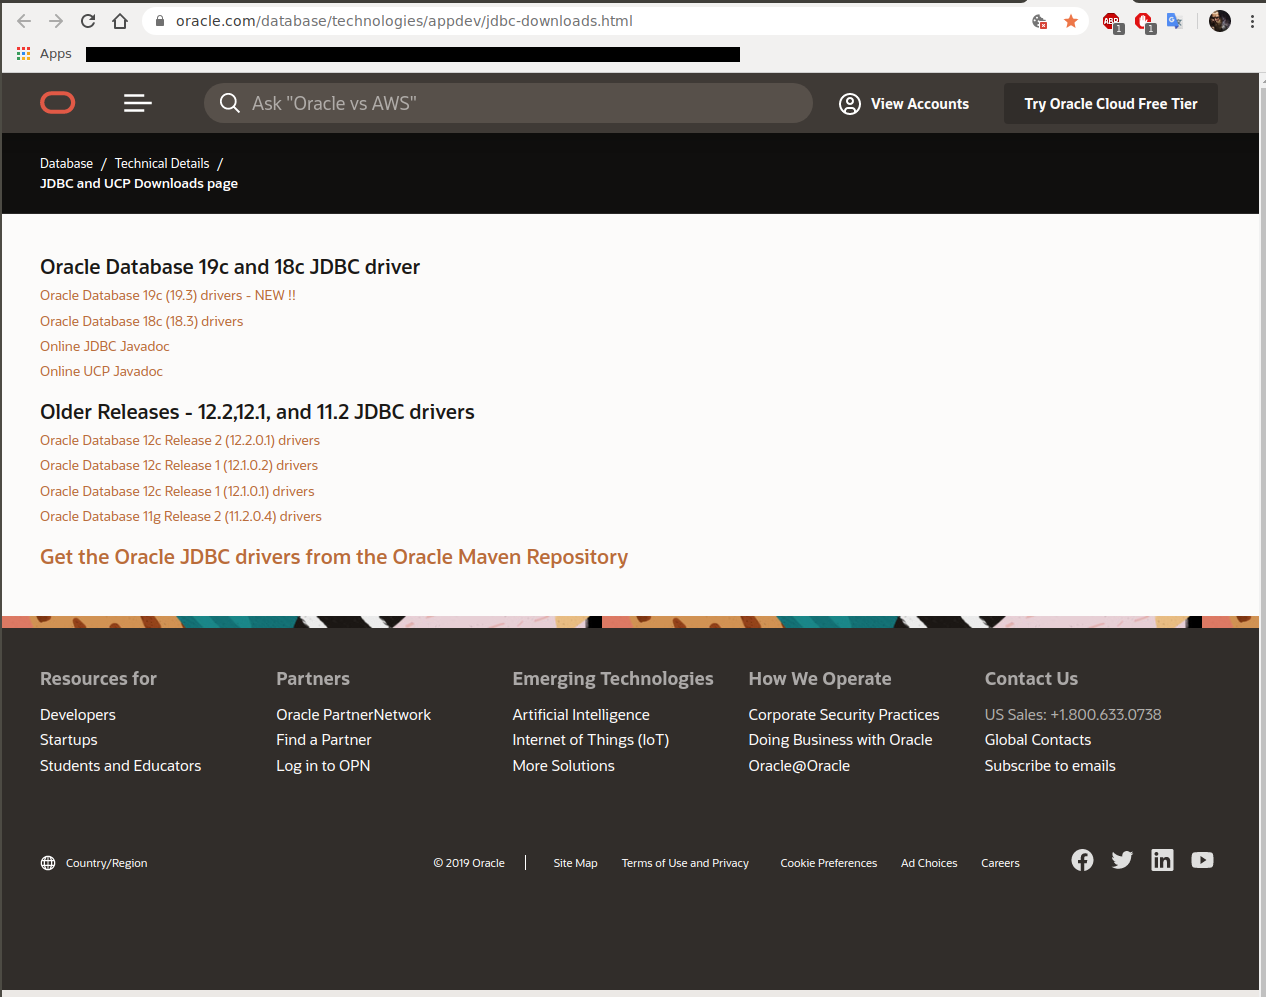 oracle.com/database/technologies/appdev/jdbc-downloads.html
ABP 1 1 G
Apps
Ask "Oracle vs AWS"
View Accounts
Try Oracle Cloud Free Tier
Database / Technical Details /
JDBC and UCP Downloads page
Oracle Database 19c and 18c JDBC driver
Oracle Database 19c (19.3) drivers - NEW !!
Oracle Database 18c (18.3) drivers
Online JDBC Javadoc
Online UCP Javadoc
Older Releases - 12.2,12.1, and 11.2 JDBC drivers
Oracle Database 12c Release 2 (12.2.0.1) drivers
Oracle Database 12c Release 1 (12.1.0.2) drivers
Oracle Database 12c Release 1 (12.1.0.1) drivers
Oracle Database 11g Release 2 (11.2.0.4) drivers
Get the Oracle JDBC drivers from the Oracle Maven Repository
Resources for
Developers
Startups
Students and Educators
Partners
Oracle PartnerNetwork
Find a Partner
Log in to OPN
Emerging Technologies
Artificial Intelligence
Internet of Things (IoT)
More Solutions
How We Operate
Corporate Security Practices
Doing Business with Oracle
Oracle@Oracle
Contact Us
US Sales: +1.800.633.0738
Global Contacts
Subscribe to emails
Country/Region
© 2019 Oracle | Site Map Terms of Use and Privacy Cookie Preferences Ad Choices Careers